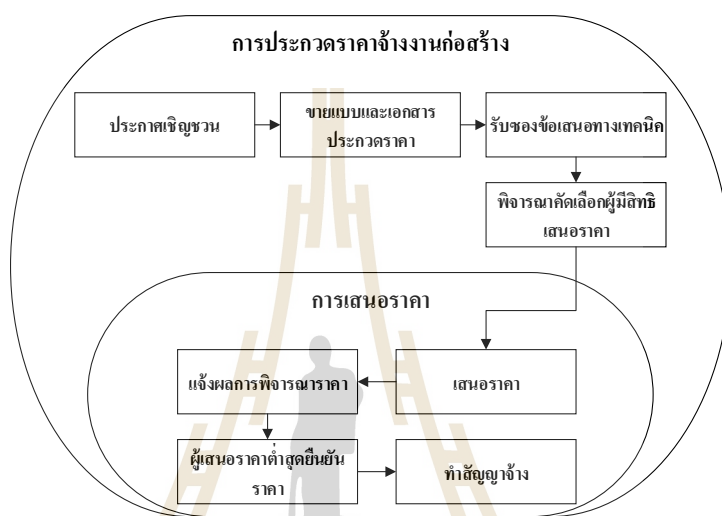 การประกวดราคาจ้างงานก่อสร้าง
ประกาศเชิญชวน
ขายแบบและเอกสาร
ประกวดราคา
รับซองข้อเสนอทางเทคนิค
พิจารณาคัดเลือกผู้มีสิทธิ
เสนอราคา
การเสนอราคา
แจ้งผลการพิจารณาราคา
เสนอราคา
ผู้เสนอราคาต่ำสุดยืนยัน
ราคา
ทำสัญญาจ้าง